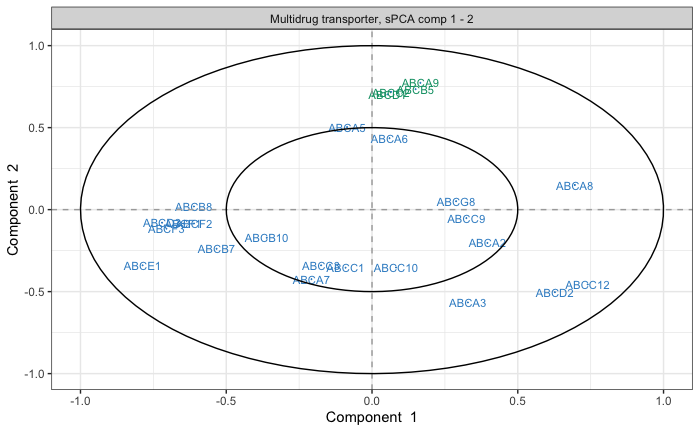 Multidrug transporter, sPCA comp 1 - 2
1.0
0.5
0.0
-0.5
-1.0
Component 2
ABCA9
ABCB5
ABCA5
ABCA6
ABCA8
ABCB8
ABCG8
ABCC9
ABCF3
ABCB10
ABCA2
ABCB7
ABCE1
ABCC1
ABCC10
ABCA7
ABCC12
ABCD2
ABCA3
-1.0 -0.5 0.0 0.5 1.0
Component 1